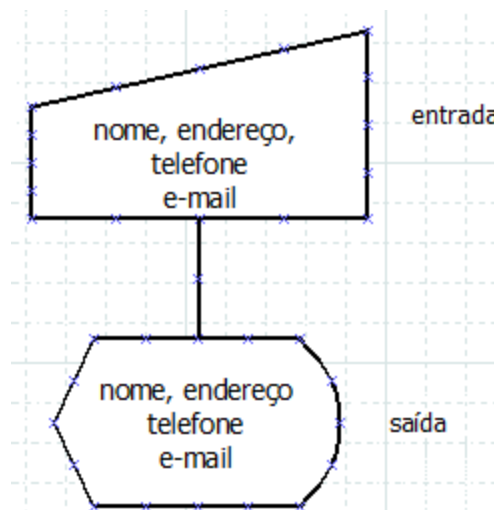 nome, endereço,
telefone
e-mail
entrada
nome, endereço
telefone
e-mail
saída